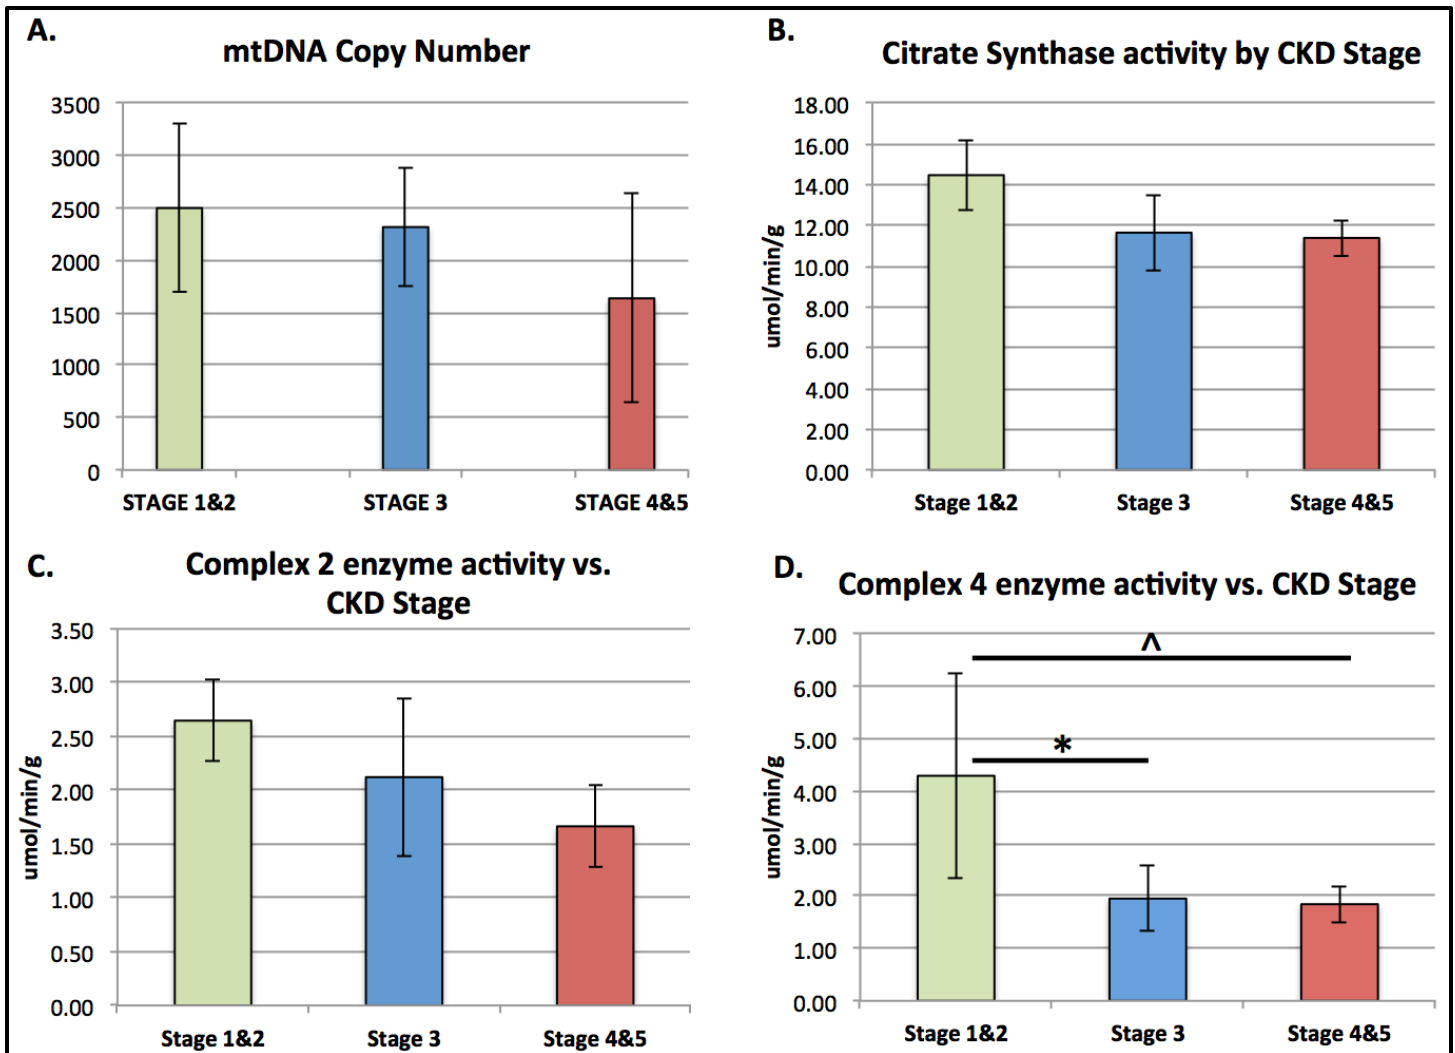 A.
mtDNA Copy Number
3500
3000
2500
2000
1500
1000
500
0
STAGE 1&2 STAGE 3 STAGE 4&5
B.
Citrate Synthase activity by CKD Stage
umol/min/g
18.00
16.00
14.00
12.00
10.00
8.00
6.00
4.00
2.00
0.00
Stage 1&2 Stage 3 Stage 4&5
C.
Complex 2 enzyme activity vs.
CKD Stage
umol/min/g
3.50
3.00
2.50
2.00
1.50
1.00
0.50
0.00
Stage 1&2 Stage 3 Stage 4&5
D.
Complex 4 enzyme activity vs. CKD Stage
umol/min/g
7.00
6.00
5.00
4.00
3.00
2.00
1.00
0.00
^
*
Stage 1&2 Stage 3 Stage 4&5